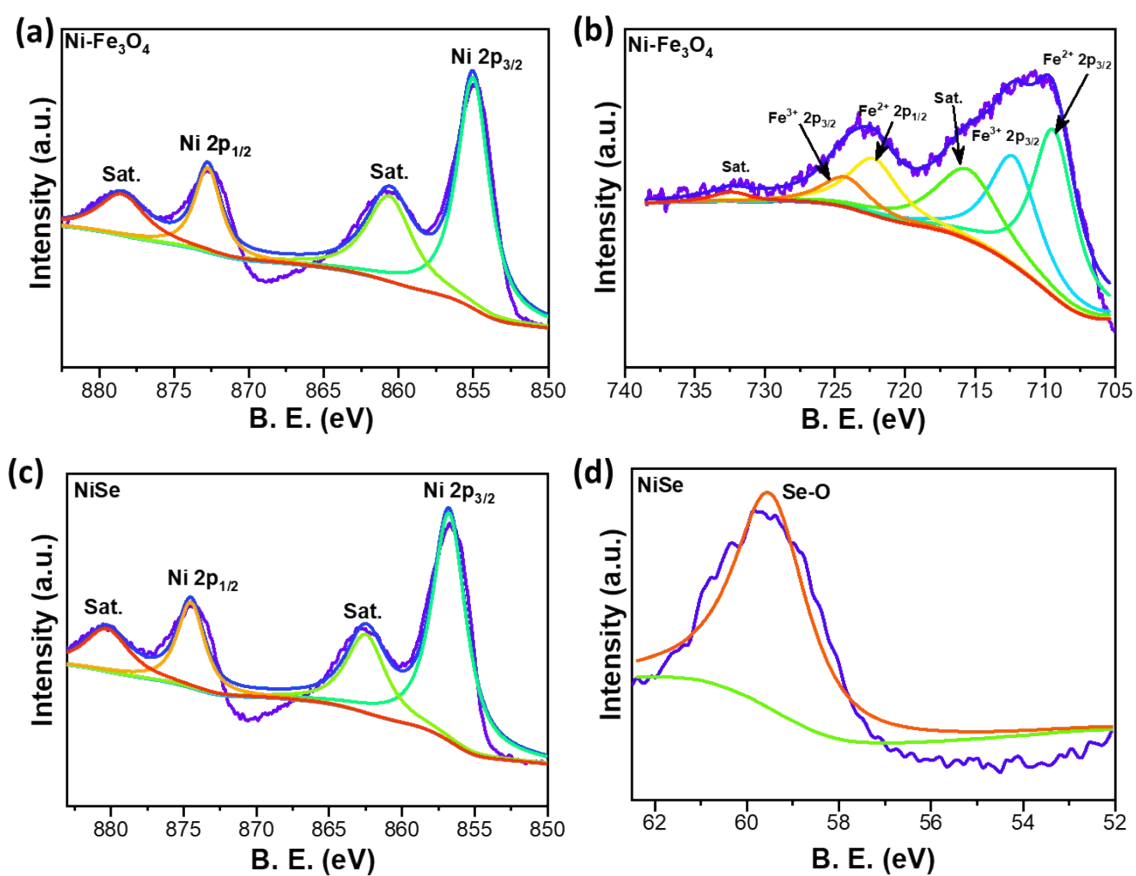 (a)
Ni-Fe₃O₄
Ni 2p₃/₂
Ni 2p₁/₂
Sat.
Sat.
Intensity (a.u.)
880 875 870 865 860 855 850
B. E. (eV)
(b)
Ni-Fe₃O₄
Fe²⁺ 2p₃/₂
Fe³⁺ 2p₃/₂
Fe²⁺ 2p₁/₂
Sat.
Fe³⁺ 2p₃/₂
Sat.
Intensity (a.u.)
740 735 730 725 720 715 710 705
B. E. (eV)
(c)
NiSe
Ni 2p₃/₂
Ni 2p₁/₂
Sat.
Sat.
Intensity (a.u.)
880 875 870 865 860 855 850
B. E. (eV)
(d)
NiSe
Se-O
Intensity (a.u.)
62 60 58 56 54 52
B. E. (eV)